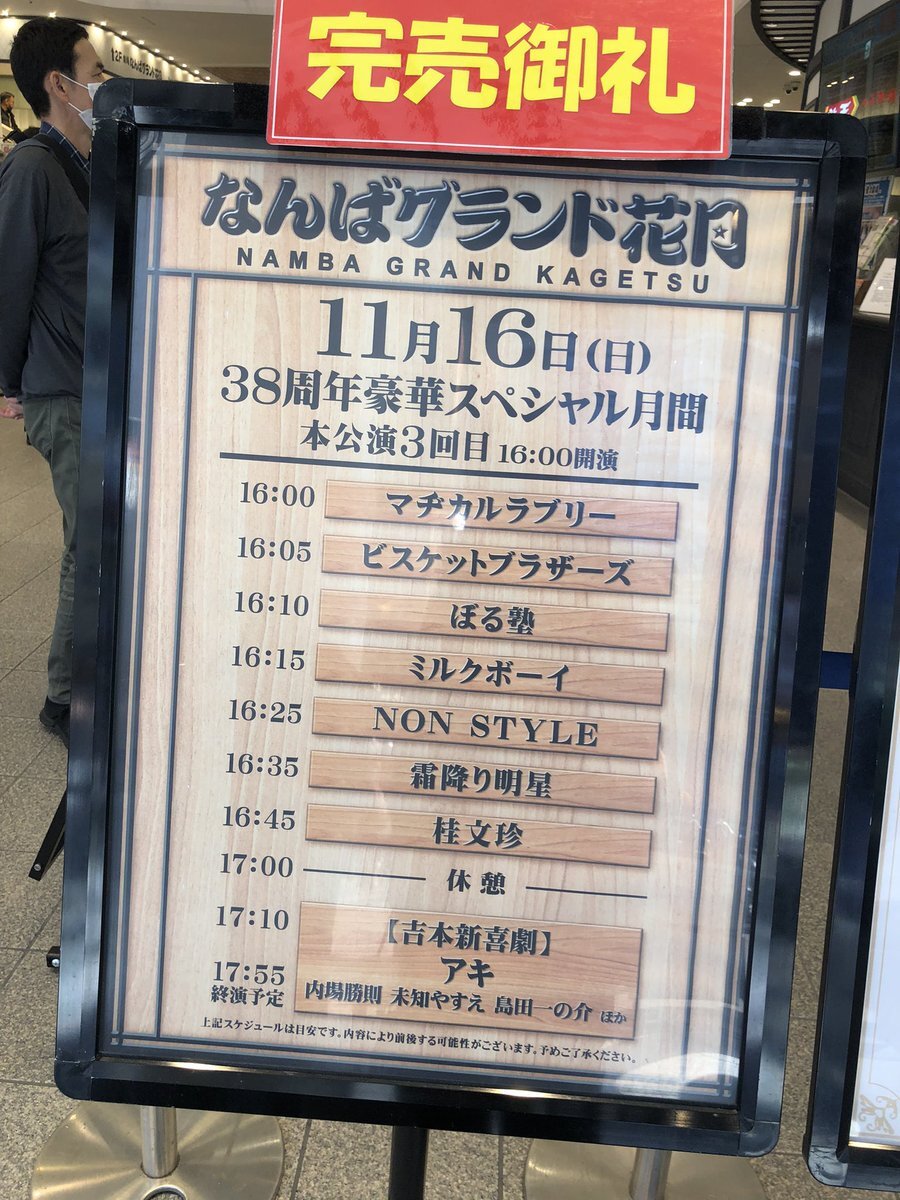 完売御礼
なんばグランド花月
NAMBA GRAND KAGETSU
11月16日(日)
38周年豪華スペシャル月間
本公演3回目 16:00開演
16:00 マヂカルラブリー
16:05 ビスケットブラザーズ
16:10 ぼる塾
16:15 ミルクボーイ
16:25 NON STYLE
16:35 霜降り明星
16:45 桂文珍
17:00 休憩
17:10 【吉本新喜劇】
アキ
内場勝則 未知やすえ 島田一の介 ほか
17:55
終演予定
上記スケジュールは目安です。内容により前後する可能性がございます。予めご了承ください。